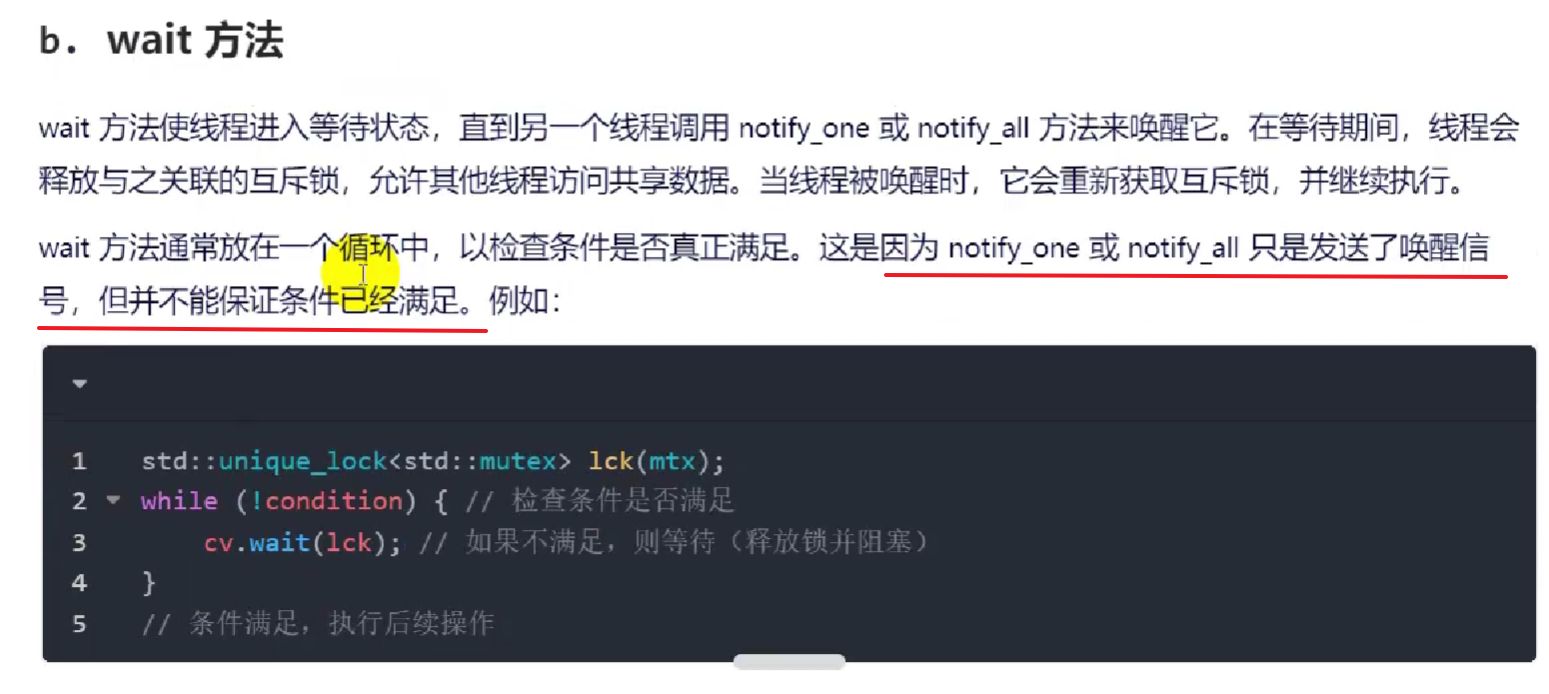 b. wait 方法
wait 方法使线程进入等待状态，直到另一个线程调用 notify_one 或 notify_all 方法来唤醒它。在等待期间，线程会
释放与之关联的互斥锁，允许其他线程访问共享数据。当线程被唤醒时，它会重新获取互斥锁，并继续执行。
wait 方法通常放在一个循环中，以检查条件是否真正满足。这是因为 notify_one 或 notify_all 只是发送了唤醒信
号，但并不能保证条件已经满足。例如：
1 std::unique_lock<std::mutex> lck(mtx);
2 while (!condition) { // 检查条件是否满足
3 cv.wait(lck); // 如果不满足，则等待（释放锁并阻塞）
4 }
5 // 条件满足，执行后续操作